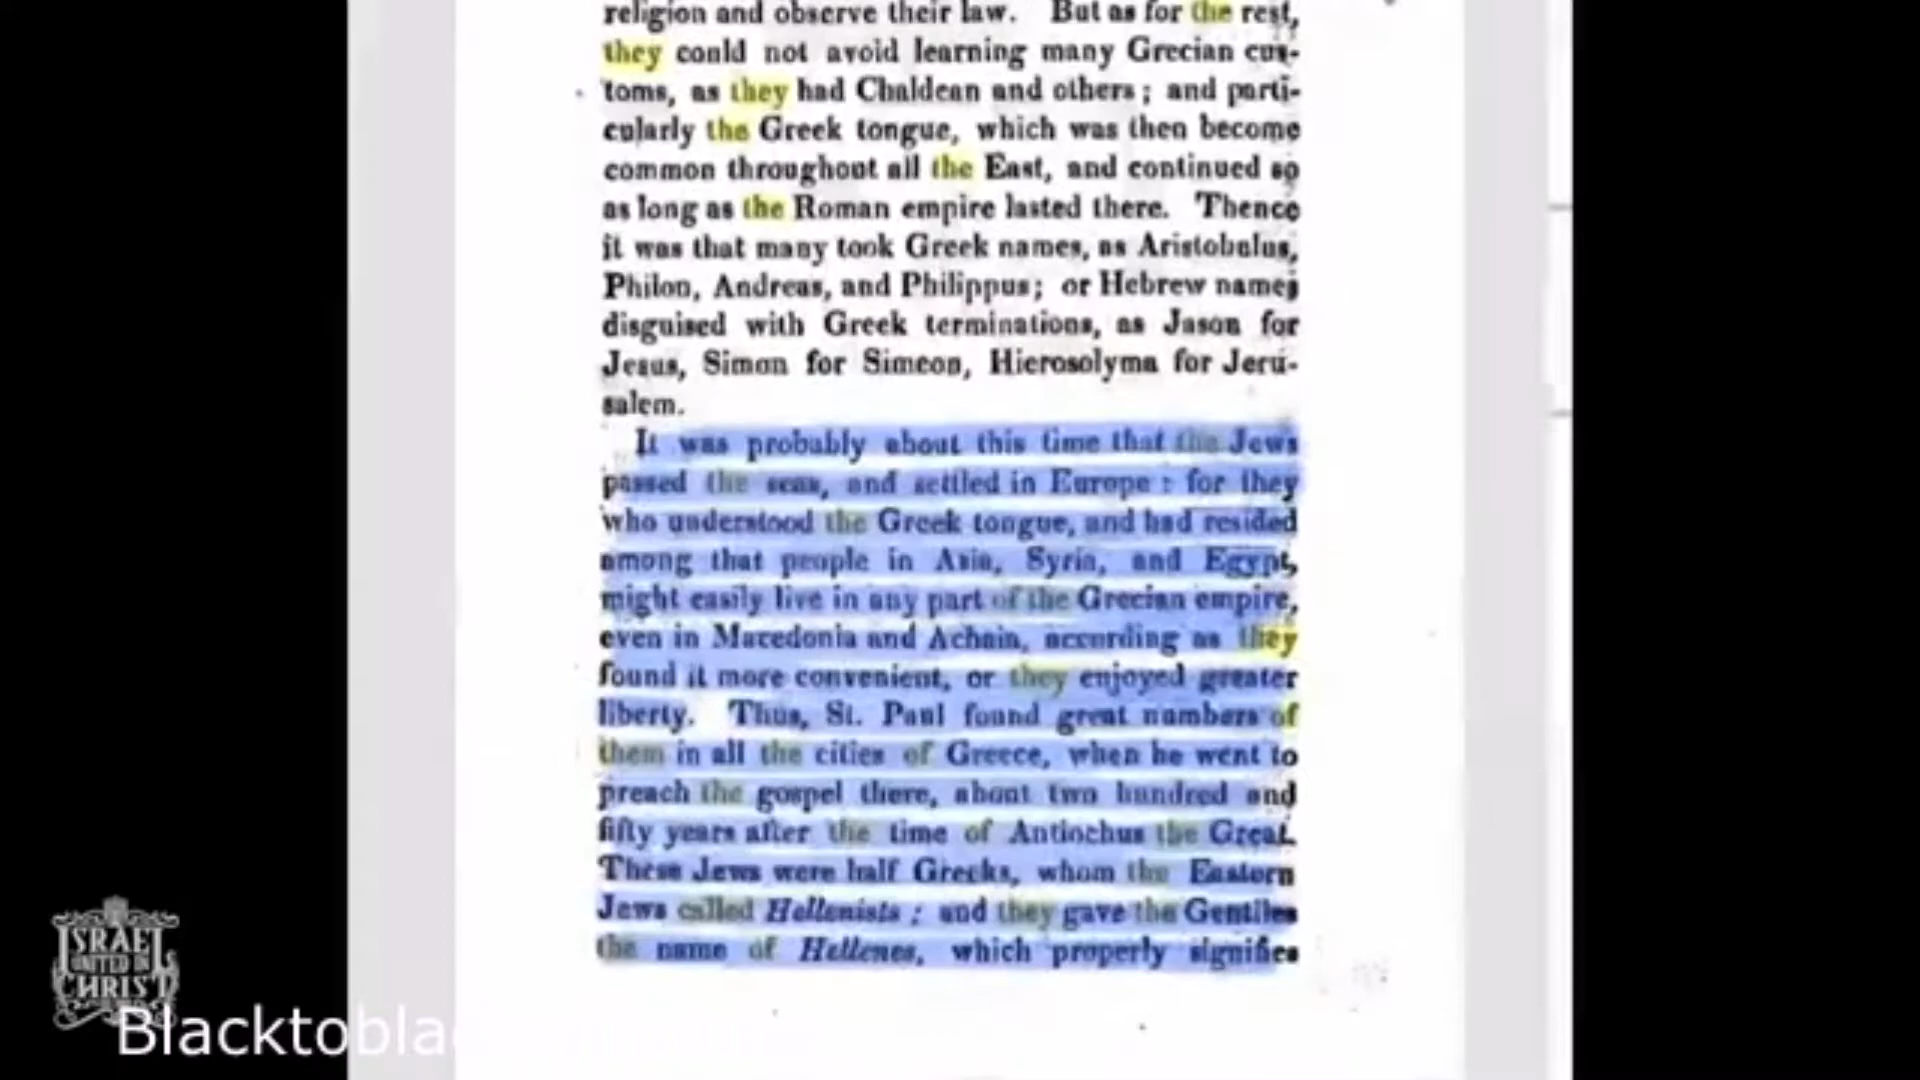 religion and observe their law. But as for the rest,
they could not avoid learning many Grecian cus-
toms, as they had Chaldean and others; and parti-
cularly the Greek tongue, which was then become
common throughout all the East, and continued so
as long as the Roman empire lasted there. Thence
it was that many took Greek names, as Aristobulus,
Philon, Andreas, and Philippus; or Hebrew names
disguised with Greek terminations, as Jason for
Jesus, Simon for Simeon, Hierosolyma for Jeru-
salem.
It was probably about this time that the Jews
passed the seas, and settled in Europe: for they
who understood the Greek tongue, and had resided
among that people in Asia, Syria, and Egypt,
might easily live in any part of the Grecian empire,
even in Macedonia and Achaia, according as they
found it more convenient, or they enjoyed greater
liberty. Thus, St. Paul found great numbers of
them in all the cities of Greece, when he went to
preach the gospel there, about two hundred and
fifty years after the time of Antiochus the Great.
These Jews were half Greeks, whom the Eastern
Jews called Hellenists; and they gave the Gentiles
the name of Hellenes, which properly signifies
ISRAEL
UNITED IN
CHRIST